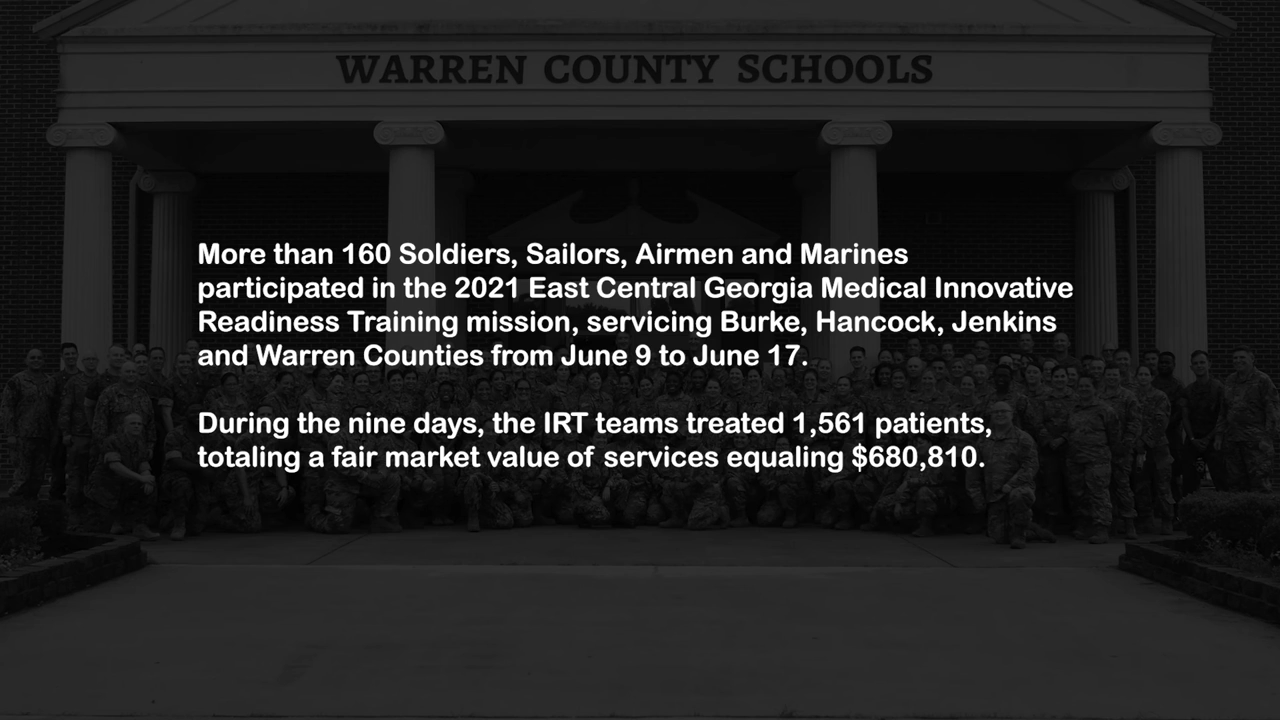 WARREN COUNTY SCHOOLS
More than 160 Soldiers, Sailors, Airmen and Marines
participated in the 2021 East Central Georgia Medical Innovative
Readiness Training mission, servicing Burke, Hancock, Jenkins
and Warren Counties from June 9 to June 17.
During the nine days, the IRT teams treated 1,561 patients,
totaling a fair market value of services equaling $680,810.